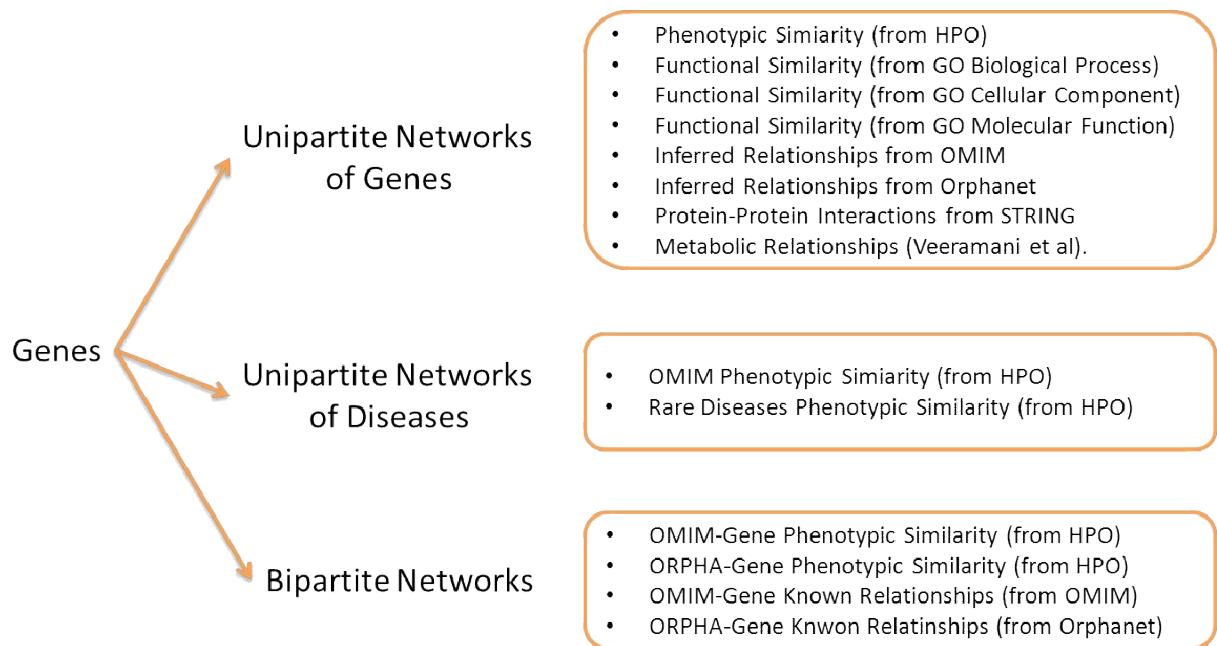 Genes
Unipartite Networks
of Genes
• Phenotypic Simiarity (from HPO)
• Functional Similarity (from GO Biological Process)
• Functional Similarity (from GO Cellular Component)
• Functional Similarity (from GO Molecular Function)
• Inferred Relationships from OMIM
• Inferred Relationships from Orphanet
• Protein-Protein Interactions from STRING
• Metabolic Relationships (Veeramani et al).
Unipartite Networks
of Diseases
• OMIM Phenotypic Simiarity (from HPO)
• Rare Diseases Phenotypic Similarity (from HPO)
Bipartite Networks
• OMIM-Gene Phenotypic Similarity (from HPO)
• ORPHA-Gene Phenotypic Similarity (from HPO)
• OMIM-Gene Known Relationships (from OMIM)
• ORPHA-Gene Knwon Relatinships (from Orphanet)